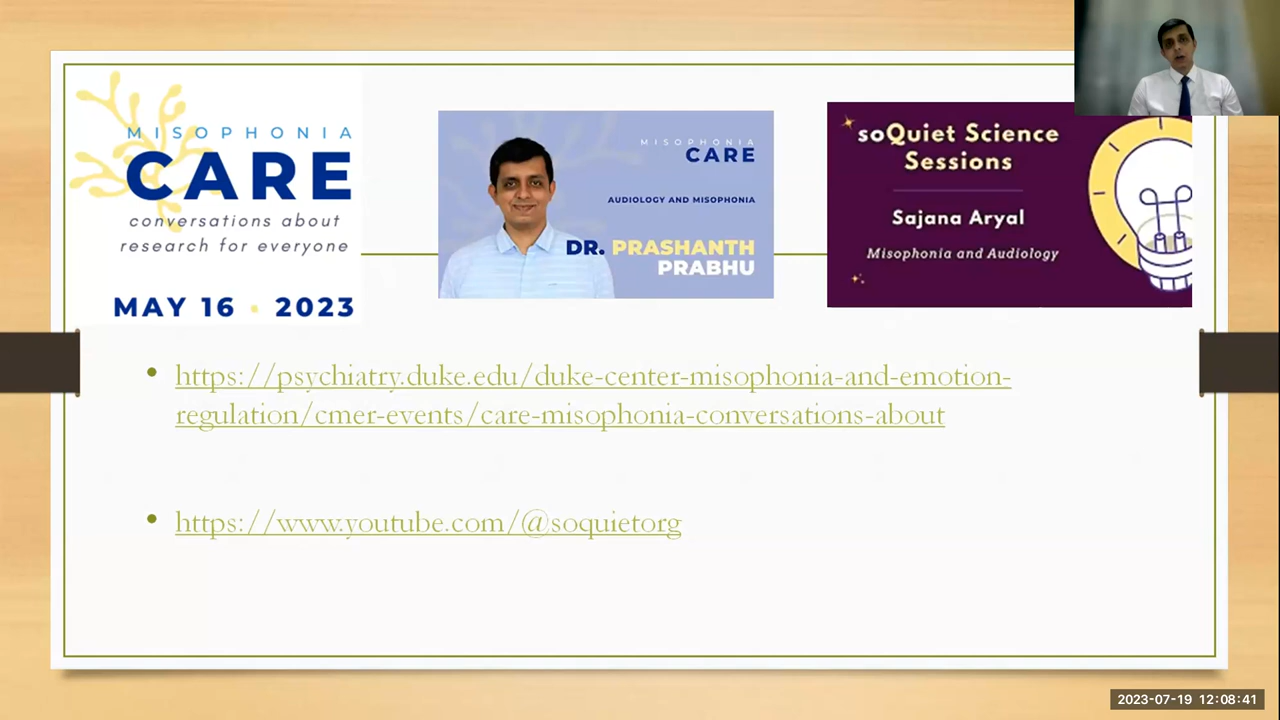 MISOPHONIA
CARE
conversations about
research for everyone
MAY 16 • 2023
MISOPHONIA
CARE
AUDIOLOGY AND MISOPHONIA
DR. PRASHANTH
PRABHU
soQuiet Science
Sessions
Sajana Aryal
Misophonia and Audiology
• https://psychiatry.duke.edu/duke-center-misophonia-and-emotion-
regulation/cmer-events/care-misophonia-conversations-about
• https://www.youtube.com/@soquietorg
2023-07-19 12:08:41